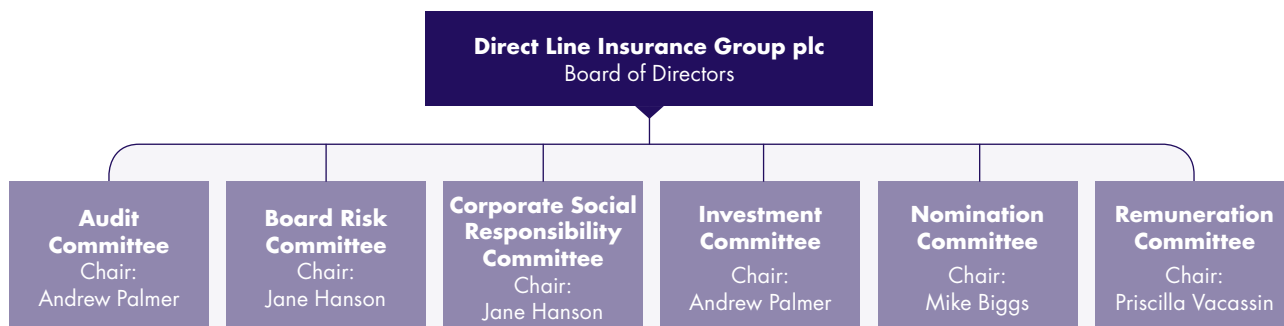 Direct Line Insurance Group plc
Board of Directors
Audit
Committee
Chair:
Andrew Palmer
Board Risk
Committee
Chair:
Jane Hanson
Corporate Social
Responsibility
Committee
Chair:
Jane Hanson
Investment
Committee
Chair:
Andrew Palmer
Nomination
Committee
Chair:
Mike Biggs
Remuneration
Committee
Chair:
Priscilla Vacassin